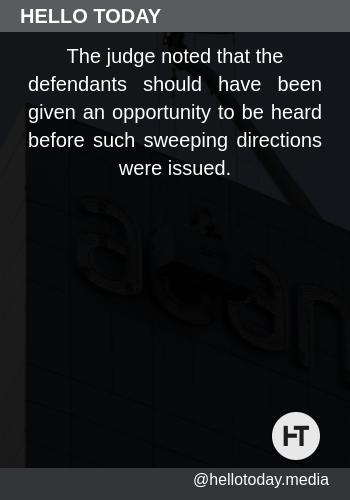 HELLO TODAY
The judge noted that the
defendants should have been
given an opportunity to be heard
before such sweeping directions
were issued.
HT
@hellotoday.media